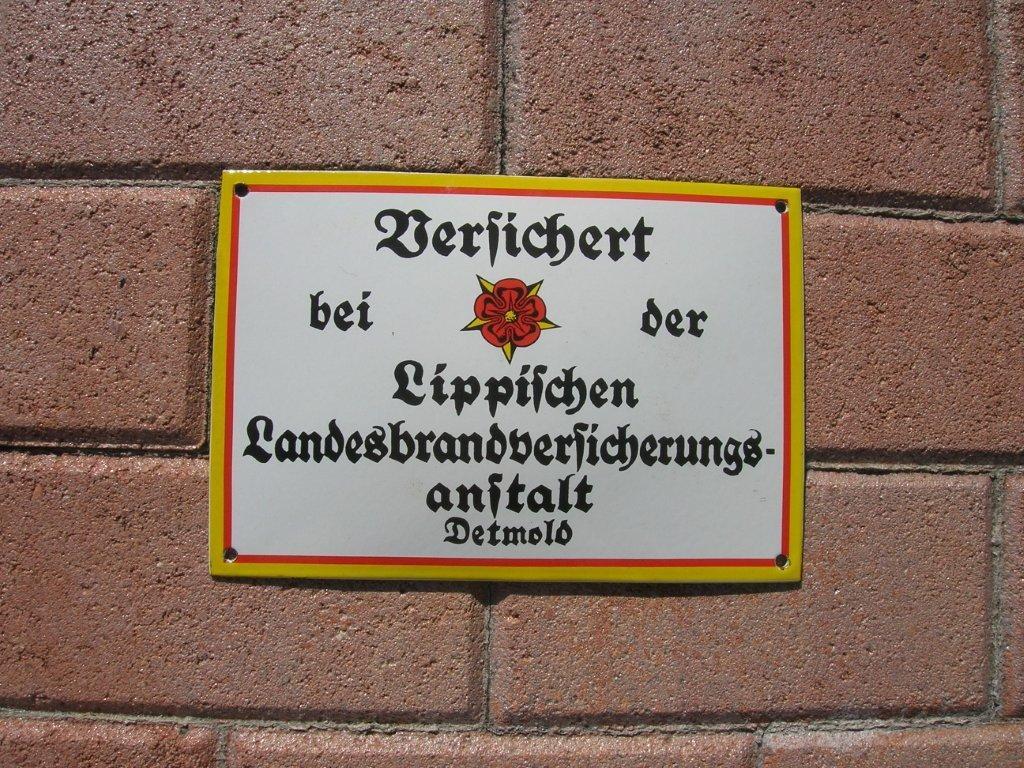 Verſichert
bei der
Lippiſchen
Landesbrandverſicherungs-
anſtalt
Detmold